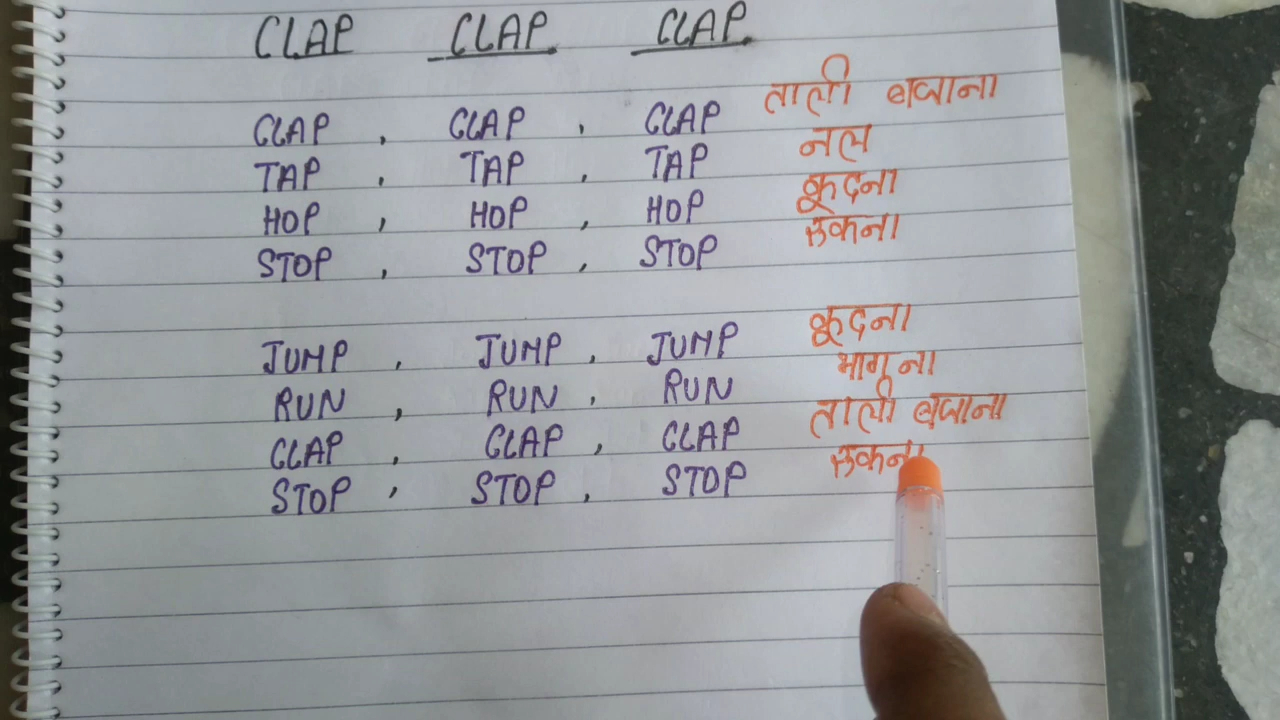 CLAP CLAP CLAP
CLAP , CLAP , CLAP ताली बजाना
TAP , TAP , TAP नल
HOP , HOP , HOP कूदना
STOP , STOP , STOP रुकना
JUMP , JUMP , JUMP कूदना
RUN , RUN , RUN भागना
CLAP , CLAP , CLAP ताली बजाना
STOP , STOP , STOP रुकना